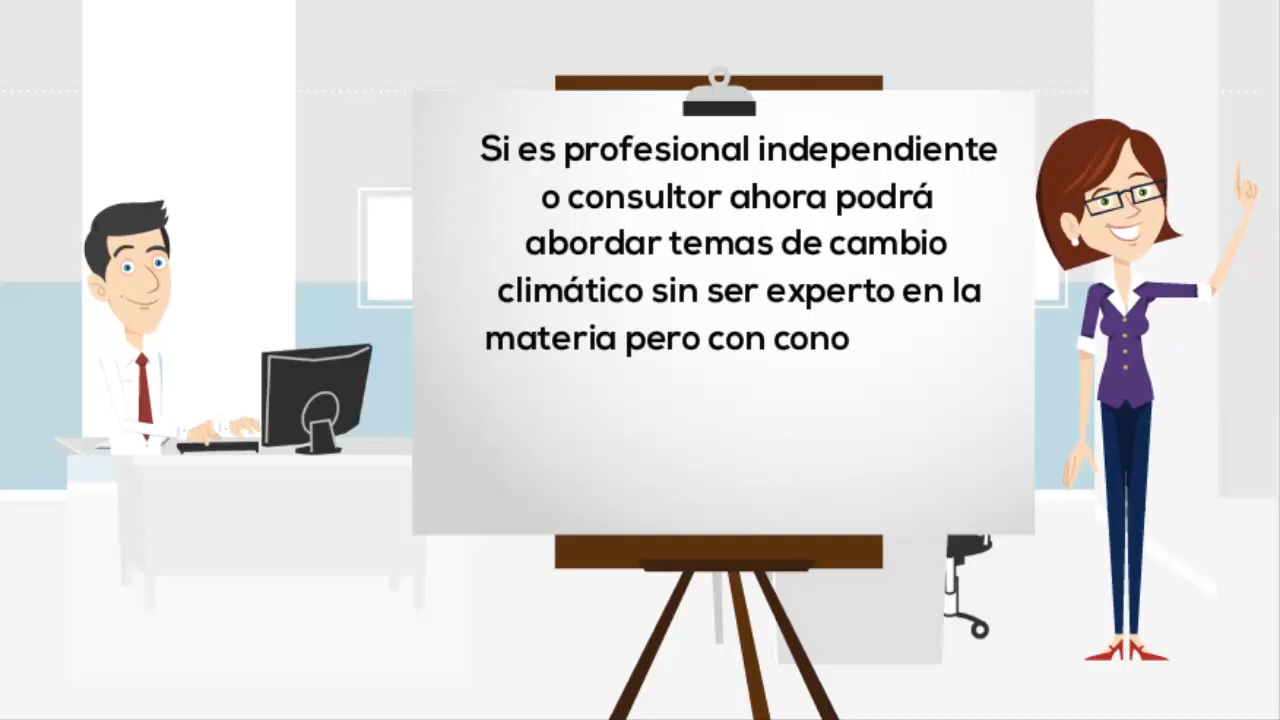 Si es profesional independiente
o consultor ahora podrá
abordar temas de cambio
climático sin ser experto en la
materia pero con cono